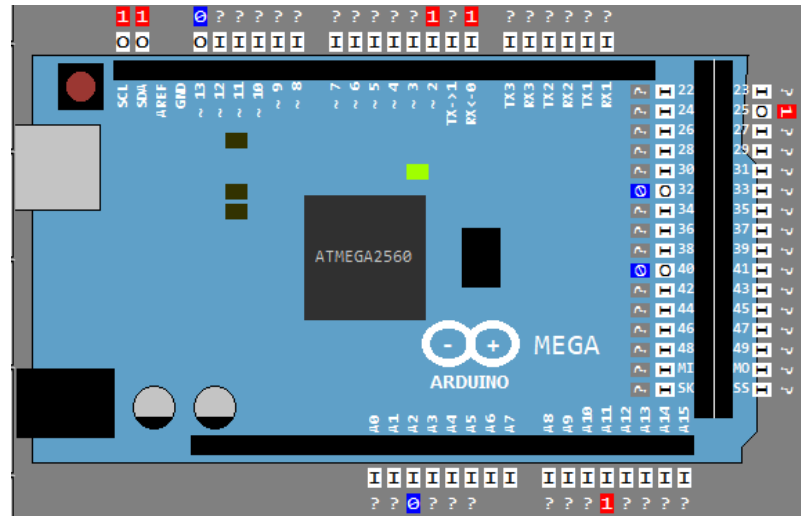 1 1 0 ? ? ? ? ? ? ? ? ? ? 1 ? 1 ? ? ? ? ? ?
O O O I I I I I I I I I I I I I I I I I I I
SCL
SDA
AREF
GND
~ 13
~ 12
~ 11
~ 10
~ 9
~ 8
~ 7
~ 6
~ 5
~ 4
~ 3
~ 2
TX->1
RX<-0
TX3
RX3
TX2
RX2
TX1
RX1
? I 22 23 I ?
? I 24 25 O 1
? I 26 27 I ?
? I 28 29 I ?
? I 30 31 I ?
0 O 32 33 I ?
? I 34 35 I ?
? I 36 37 I ?
? I 38 39 I ?
0 O 40 41 I ?
? I 42 43 I ?
? I 44 45 I ?
? I 46 47 I ?
? I 48 49 I ?
? I MI MO I ?
? I SK SS I ?
ATMEGA2560
- + MEGA
ARDUINO
A0
A1
A2
A3
A4
A5
A6
A7
A8
A9
A10
A11
A12
A13
A14
A15
I I I I I I I I I I I I I I I I
? ? 0 ? ? ? ? ? ? 1 ? ? ? ?